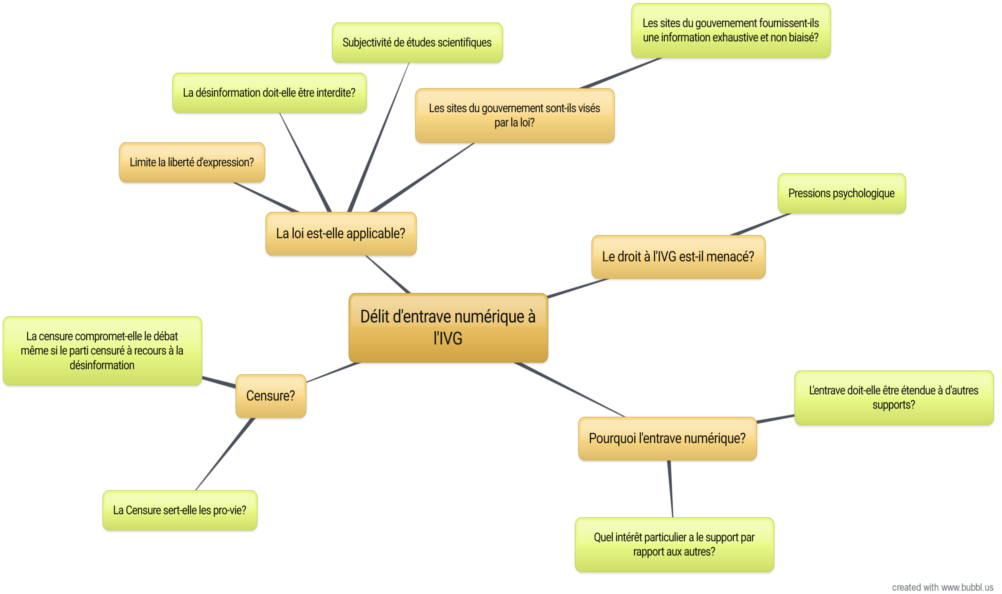 Les sites du gouvernement fournissent-ils
une information exhaustive et non biaisé?
Subjectivité de études scientifiques
La désinformation doit-elle être interdite?
Les sites du gouvernement sont-ils visés
par la loi?
Limite la liberté d'expression?
Pressions psychologique
La loi est-elle applicable?
Le droit à l'IVG est-il menacé?
Délit d'entrave numérique à
l'IVG
La censure compromet-elle le débat
même si le parti censuré à recours à la
désinformation
Censure?
L'entrave doit-elle être étendue à d'autres
supports?
Pourquoi l'entrave numérique?
La Censure sert-elle les pro-vie?
Quel intérêt particulier a le support par
rapport aux autres?
created with www.bubbl.us